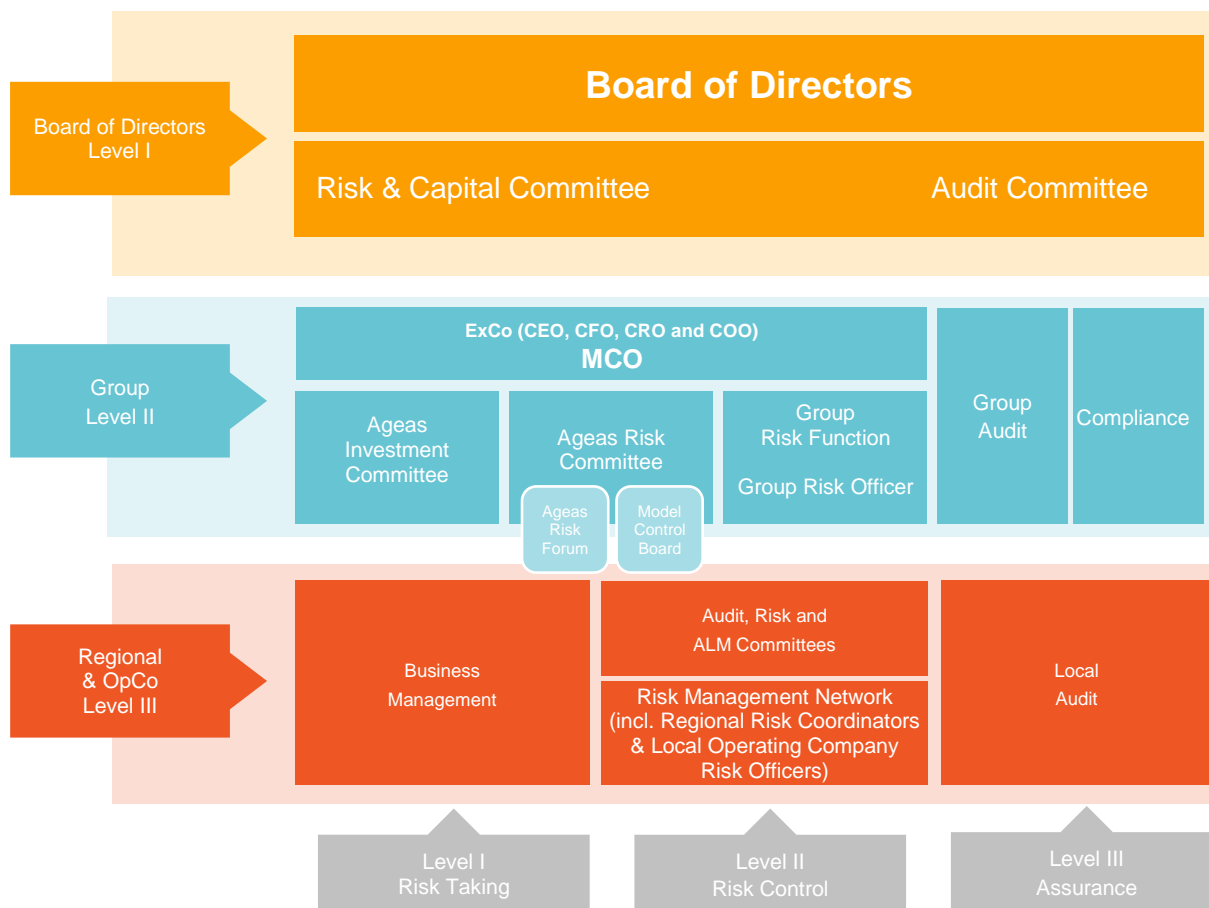 Board of Directors
Level I
Board of Directors
Risk & Capital Committee
Audit Committee
Group
Level II
ExCo (CEO, CFO, CRO and COO)
MCO
Ageas
Investment
Committee
Ageas Risk
Committee
Group
Risk Function
Group Risk Officer
Group
Audit
Compliance
Ageas
Risk
Forum
Model
Control
Board
Regional
& OpCo
Level III
Business
Management
Audit, Risk and
ALM Committees
Risk Management Network
(incl. Regional Risk Coordinators
& Local Operating Company
Risk Officers)
Local
Audit
Level I
Risk Taking
Level II
Risk Control
Level III
Assurance